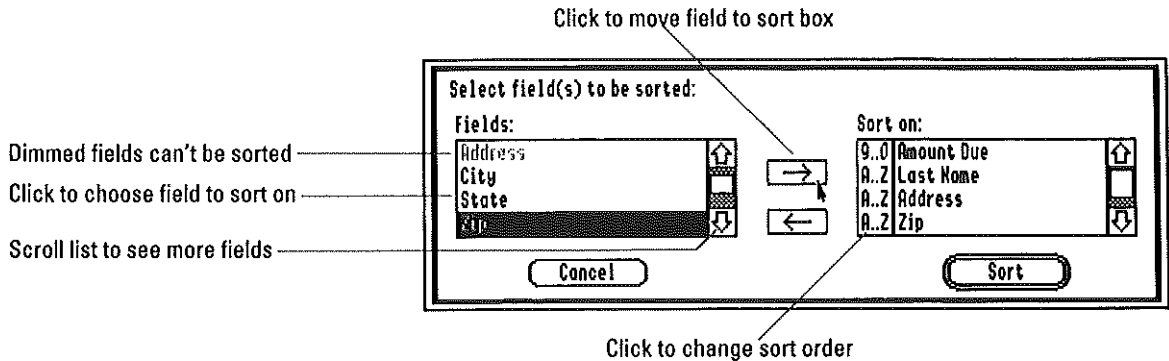 Click to move field to sort box
Select field(s) to be sorted:
Fields:
Sort on:
Dimmed fields can't be sorted
Address
9..0 Amount Due
City
A..Z Last Name
Click to choose field to sort on
State
A..Z Address
Zip
A..Z Zip
Scroll list to see more fields
Cancel
Sort
Click to change sort order